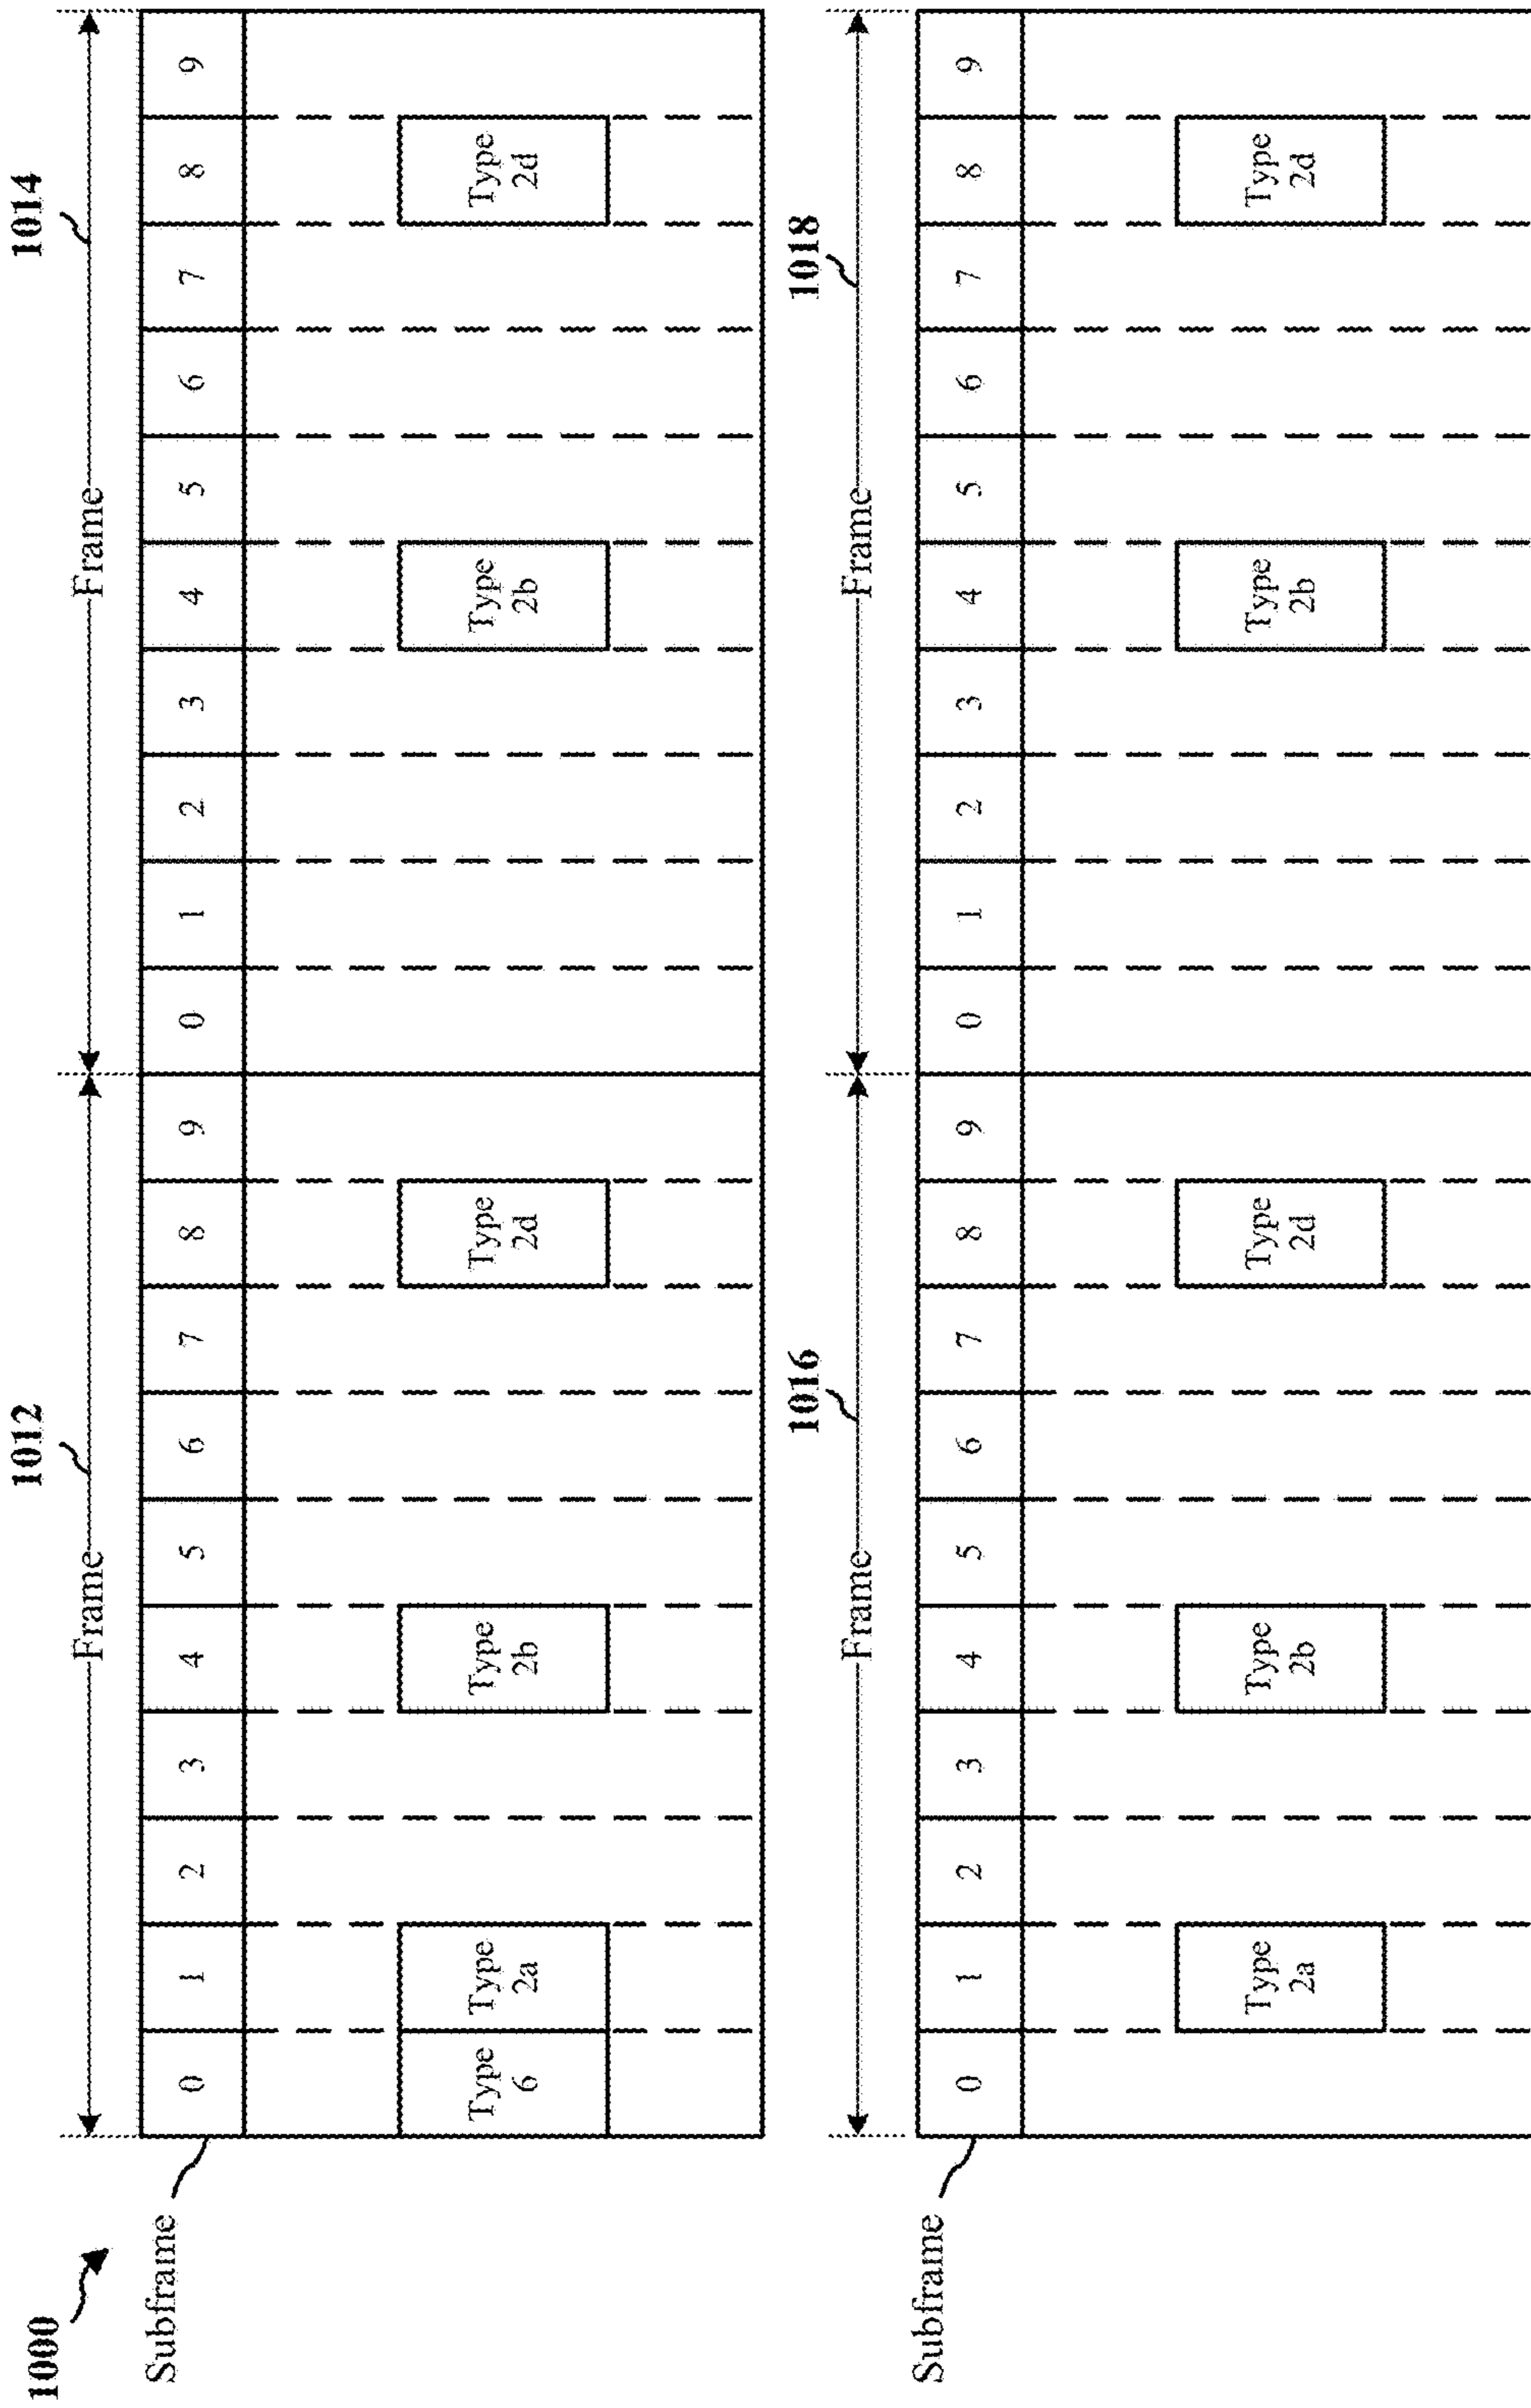 1000
1012
1014
Frame
Frame
Subframe
0 1 2 3 4 5 6 7 8 9 0 1 2 3 4 5 6 7 8 9
Type 6
Type 2a
Type 2b
Type 2d
Type 2b
Type 2d
1016
1018
Frame
Frame
Subframe
0 1 2 3 4 5 6 7 8 9 0 1 2 3 4 5 6 7 8 9
Type 2a
Type 2b
Type 2d
Type 2b
Type 2d